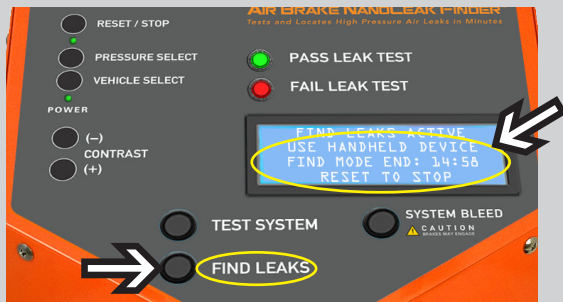 AIR BRAKE NANOLEAK FINDER
Tests and Locates High Pressure Air Leaks in Minutes
RESET / STOP
PRESSURE SELECT
VEHICLE SELECT
POWER
(–)
CONTRAST
(+)
PASS LEAK TEST
FAIL LEAK TEST
FIND LEAKS ACTIVE
USE HANDHELD DEVICE
FIND MODE END: 14:58
RESET TO STOP
TEST SYSTEM
FIND LEAKS
SYSTEM BLEED
CAUTION
BRAKES MAY ENGAGE